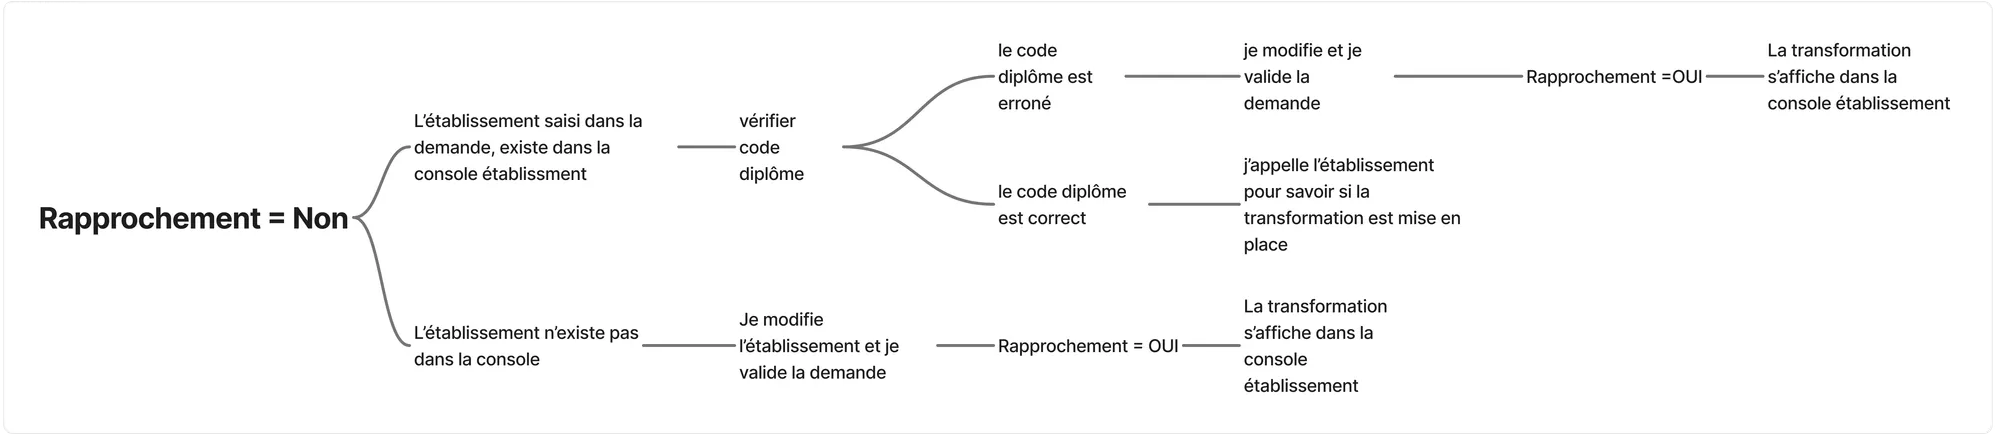 Rapprochement = Non
L’établissement saisi dans la
demande, existe dans la
console établissment
vérifier
code
diplôme
le code
diplôme est
erroné
je modifie et je
valide la
demande
Rapprochement =OUI
La transformation
s’affiche dans la
console établissement
le code diplôme
est correct
j’appelle l’établissement
pour savoir si la
transformation est mise en
place
L’établissement n’existe pas
dans la console
Je modifie
l’établissement et je
valide la demande
Rapprochement = OUI
La transformation
s’affiche dans la
console
établissement